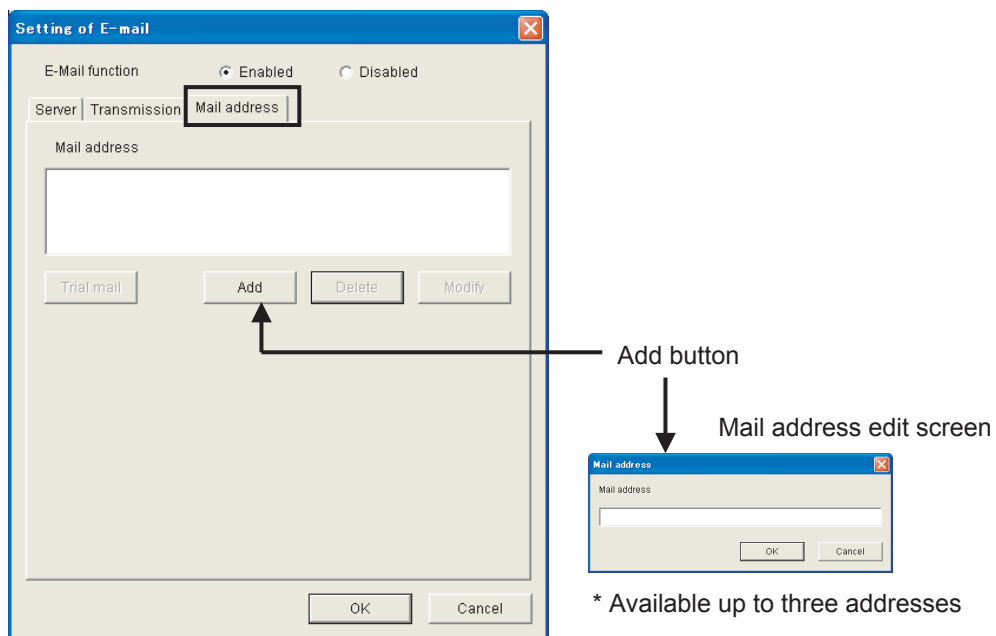 Setting of E-mail
E-Mail function Enabled Disabled
Server Transmission Mail address
Mail address
Trial mail Add Delete Modify
Add button
Mail address edit screen
Mail address
Mail address
OK Cancel
* Available up to three addresses
OK Cancel